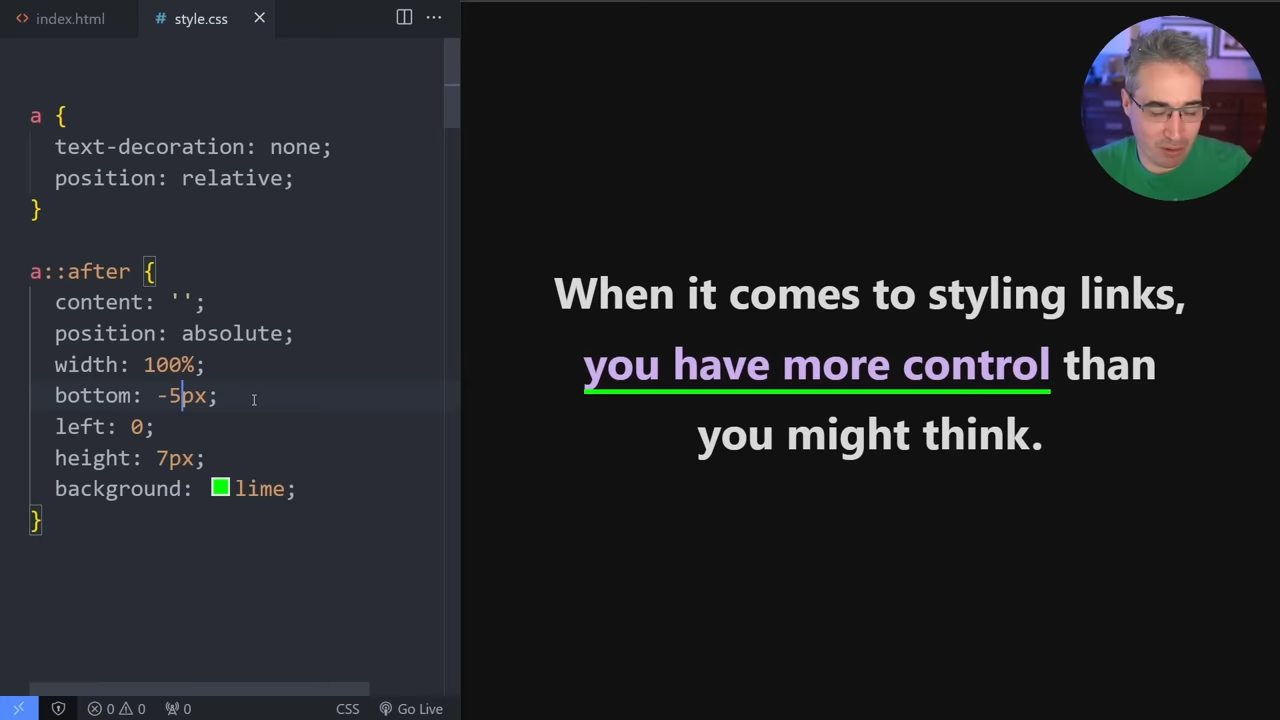 index.html
style.css
a {
text-decoration: none;
position: relative;
}
a::after {
content: '';
position: absolute;
width: 100%;
bottom: -5px;
left: 0;
height: 7px;
background: lime;
}
0 0 0 CSS Go Live
When it comes to styling links,
you have more control than
you might think.